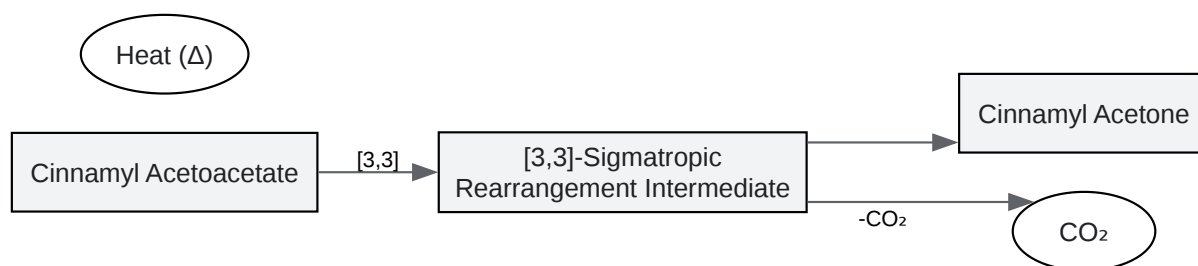 Heat (Δ)
Cinnamyl Acetoacetate
[3,3]
[3,3]-Sigmatropic
Rearrangement Intermediate
Cinnamyl Acetone
-CO₂
CO₂